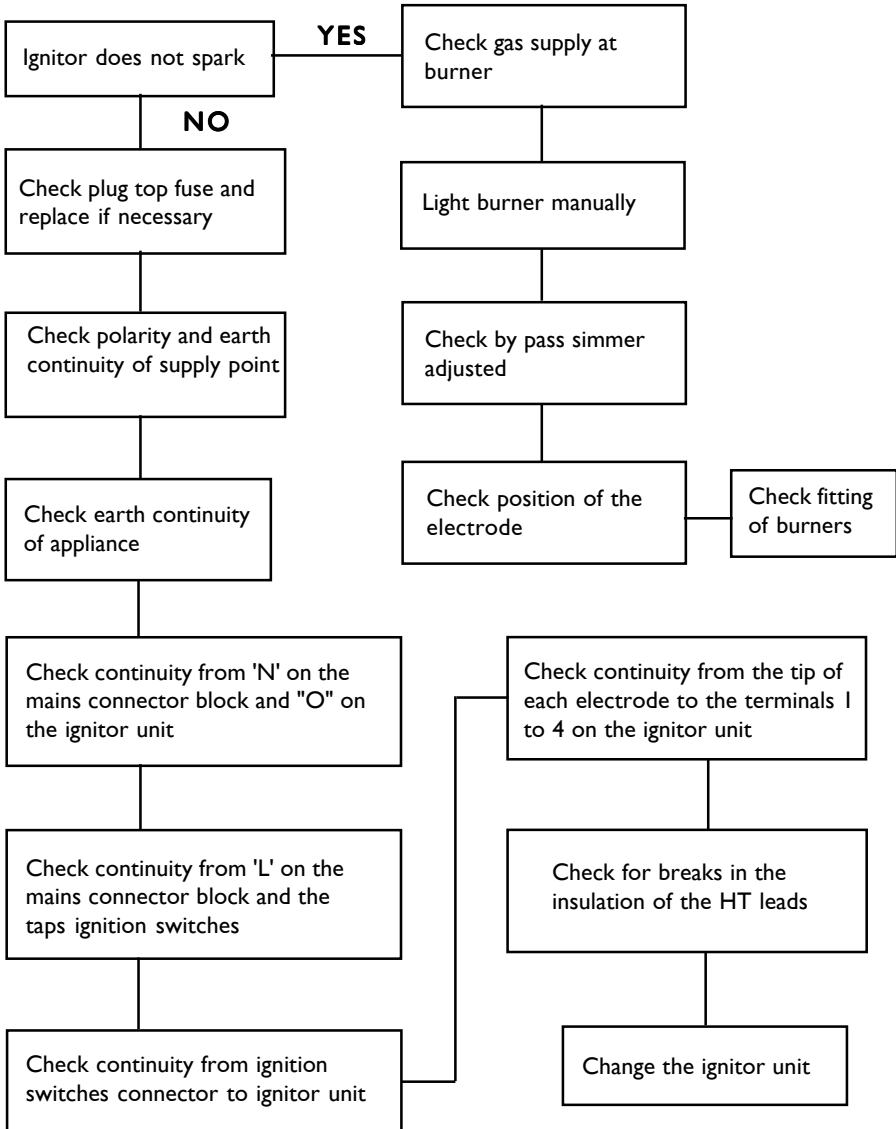 Ignitor does not spark
YES
Check gas supply at
burner
NO
Check plug top fuse and
replace if necessary
Light burner manually
Check polarity and earth
continuity of supply point
Check by pass simmer
adjusted
Check earth continuity
of appliance
Check position of the
electrode
Check fitting
of burners
Check continuity from 'N' on the
mains connector block and "O" on
the ignitor unit
Check continuity from 'L' on the
mains connector block and the
taps ignition switches
Check continuity from ignition
switches connector to ignitor unit
Check continuity from the tip of
each electrode to the terminals 1
to 4 on the ignitor unit
Check for breaks in the
insulation of the HT leads
Change the ignitor unit